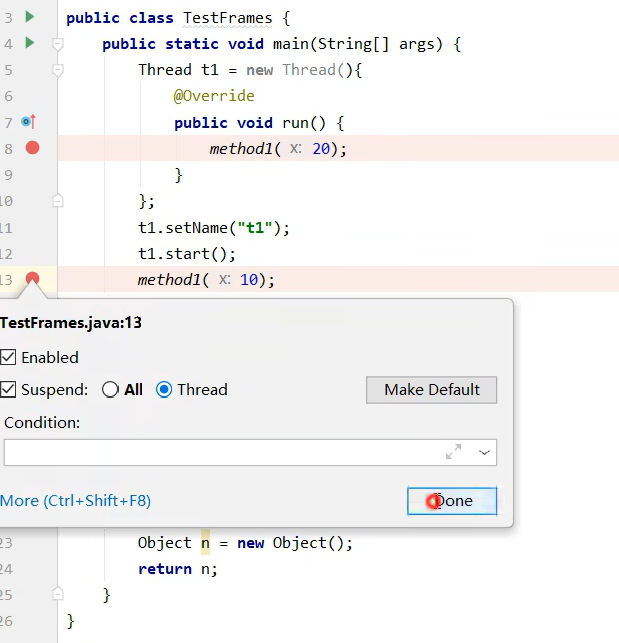 3 public class TestFrames {
4 public static void main(String[] args) {
5 Thread t1 = new Thread(){
6 @Override
7 public void run() {
8 method1( x: 20);
9 }
10 };
11 t1.setName("t1");
12 t1.start();
13 method1( x: 10);
TestFrames.java:13
Enabled
Suspend: All Thread Make Default
Condition:
More (Ctrl+Shift+F8) Done
23 Object n = new Object();
24 return n;
25 }
26 }